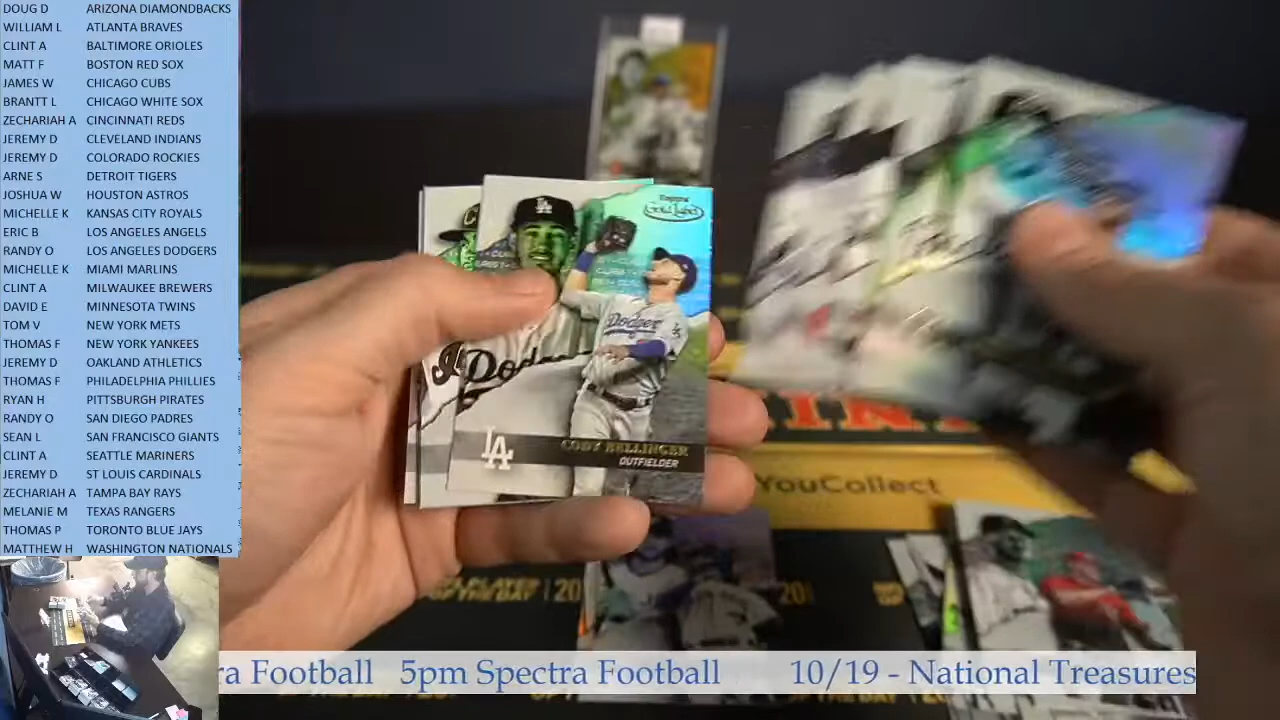 DOUG D ARIZONA DIAMONDBACKS
WILLIAM L ATLANTA BRAVES
CLINT A BALTIMORE ORIOLES
MATT F BOSTON RED SOX
JAMES W CHICAGO CUBS
BRANTT L CHICAGO WHITE SOX
ZECHARIAH A CINCINNATI REDS
JEREMY D CLEVELAND INDIANS
JEREMY D COLORADO ROCKIES
ARNE S DETROIT TIGERS
JOSHUA W HOUSTON ASTROS
MICHELLE K KANSAS CITY ROYALS
ERIC B LOS ANGELES ANGELS
RANDY O LOS ANGELES DODGERS
MICHELLE K MIAMI MARLINS
CLINT A MILWAUKEE BREWERS
DAVID E MINNESOTA TWINS
TOM V NEW YORK METS
THOMAS F NEW YORK YANKEES
JEREMY D OAKLAND ATHLETICS
THOMAS F PHILADELPHIA PHILLIES
RYAN H PITTSBURGH PIRATES
RANDY O SAN DIEGO PADRES
SEAN L SAN FRANCISCO GIANTS
CLINT A SEATTLE MARINERS
JEREMY D ST LOUIS CARDINALS
ZECHARIAH A TAMPA BAY RAYS
MELANIE M TEXAS RANGERS
THOMAS P TORONTO BLUE JAYS
MATTHEW H WASHINGTON NATIONALS
Topps
Gold Label
Dodgers
LA
LA
CODY BELLINGER
OUTFIELDER
YouCollect
ra Football 5pm Spectra Football 10/19 - National Treasures